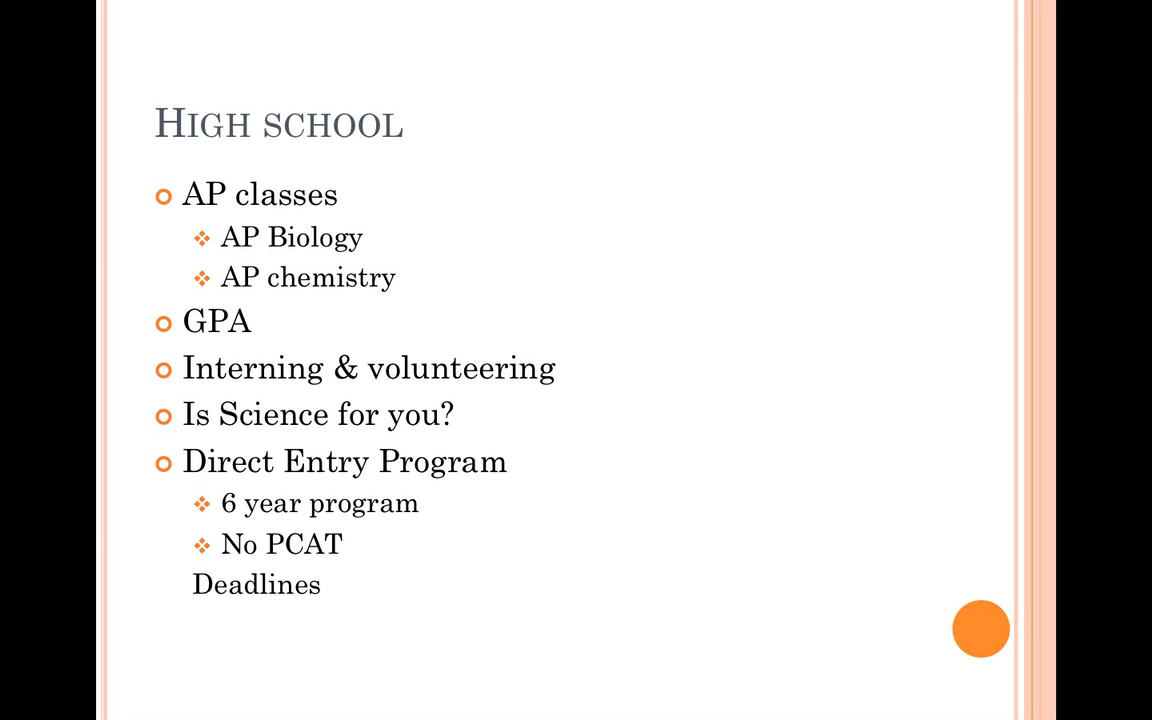 High school
AP classes
AP Biology
AP chemistry
GPA
Interning & volunteering
Is Science for you?
Direct Entry Program
6 year program
No PCAT
Deadlines